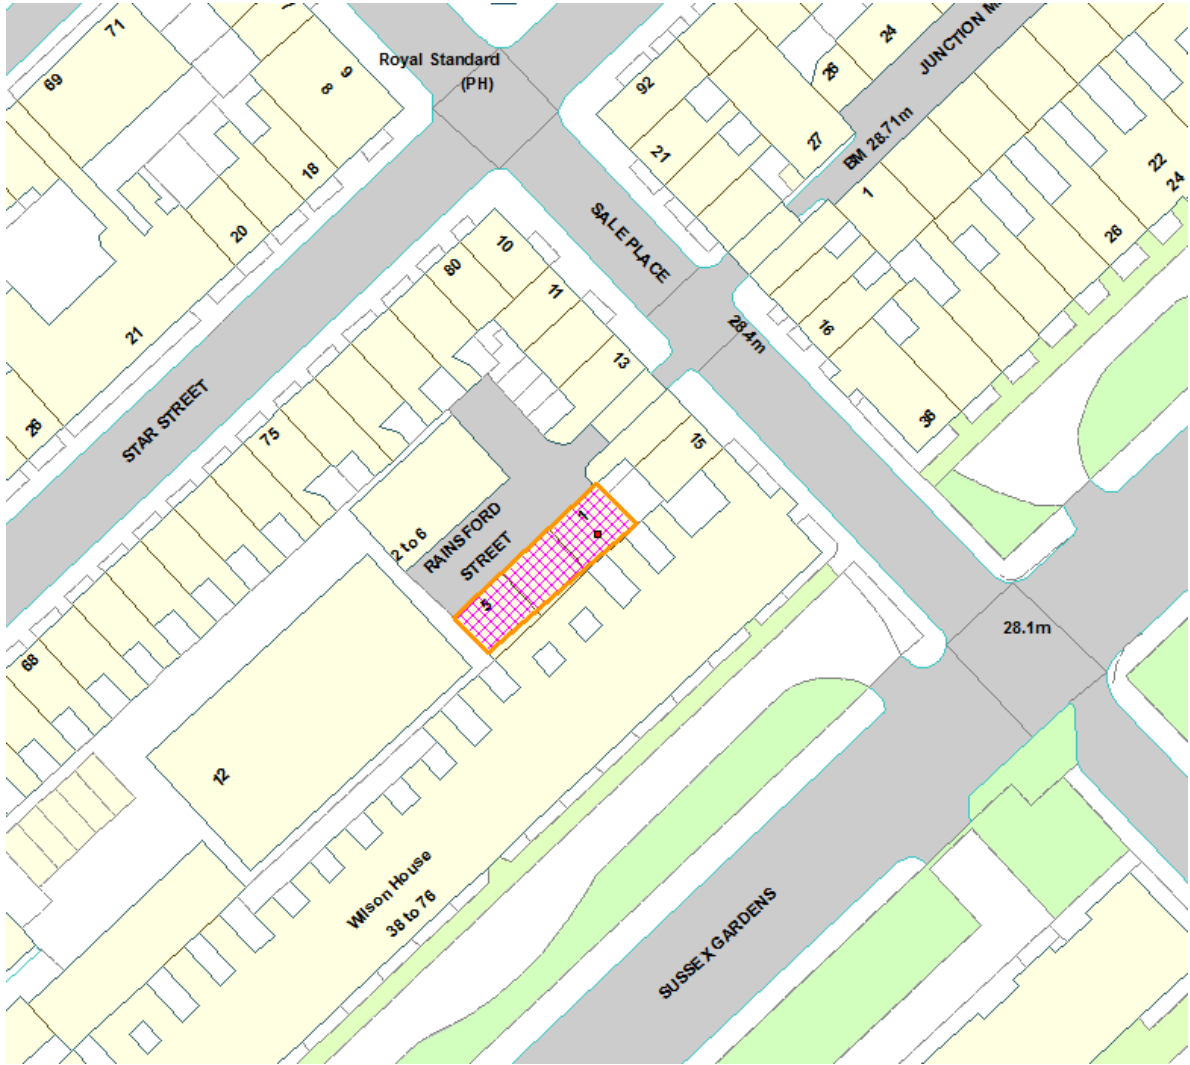 71
69
9
8
Royal Standard
(PH)
92
24
26
JUNCTION M
27
BM 28.71m
21
1
22
24
26
18
20
21
26
STAR STREET
SALE PLACE
10
80
11
13
28.4m
16
36
75
15
2 to 6
RAINSFORD
STREET
1
5
68
12
28.1m
Wilson House
38 to 76
SUSSEX GARDENS